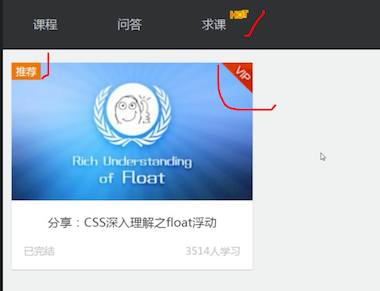 课程 问答 求课 HOT
推荐 VIP
Rich Understanding
of Float
分享：CSS深入理解之float浮动
已完结 3514人学习